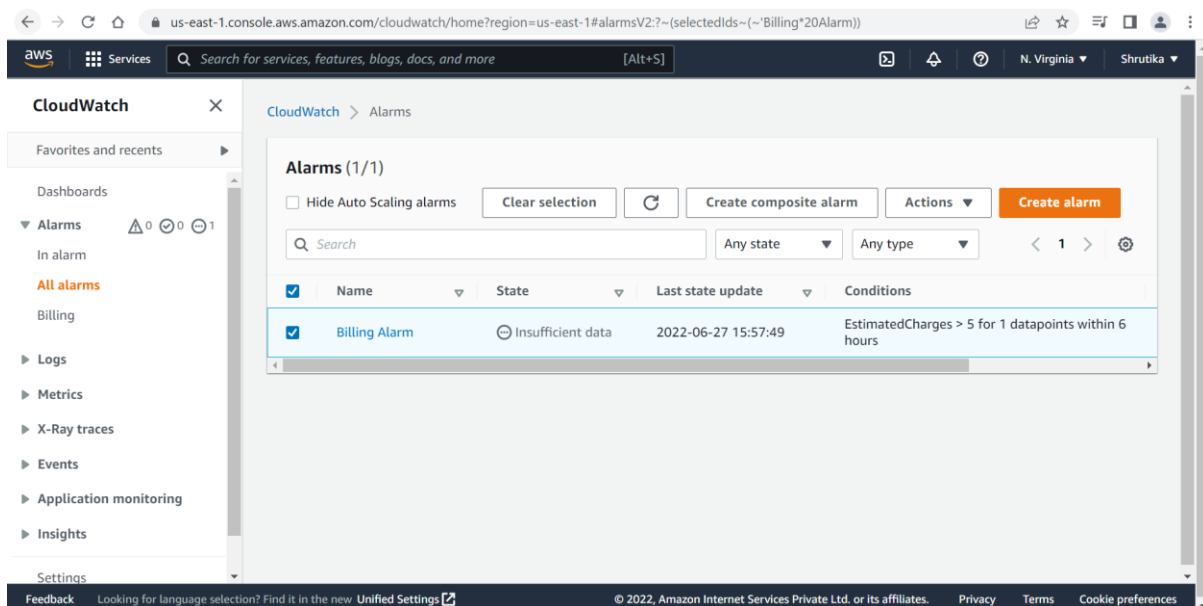 us-east-1.console.aws.amazon.com/cloudwatch/home?region=us-east-1#alarmsV2:?~(selectedIds~(~'Billing*20Alarm))
aws Services Search for services, features, blogs, docs, and more [Alt+S] N. Virginia ▼ Shrutika ▼
CloudWatch
Favorites and recents
Dashboards
Alarms 0 0 1
In alarm
All alarms
Billing
Logs
Metrics
X-Ray traces
Events
Application monitoring
Insights
Settings
CloudWatch > Alarms
Alarms (1/1)
Hide Auto Scaling alarms Clear selection Create composite alarm Actions ▼ Create alarm
Search Any state ▼ Any type ▼ < 1 >
Name State Last state update Conditions
Billing Alarm Insufficient data 2022-06-27 15:57:49 EstimatedCharges > 5 for 1 datapoints within 6
hours
Feedback Looking for language selection? Find it in the new Unified Settings © 2022, Amazon Internet Services Private Ltd. or its affiliates. Privacy Terms Cookie preferences